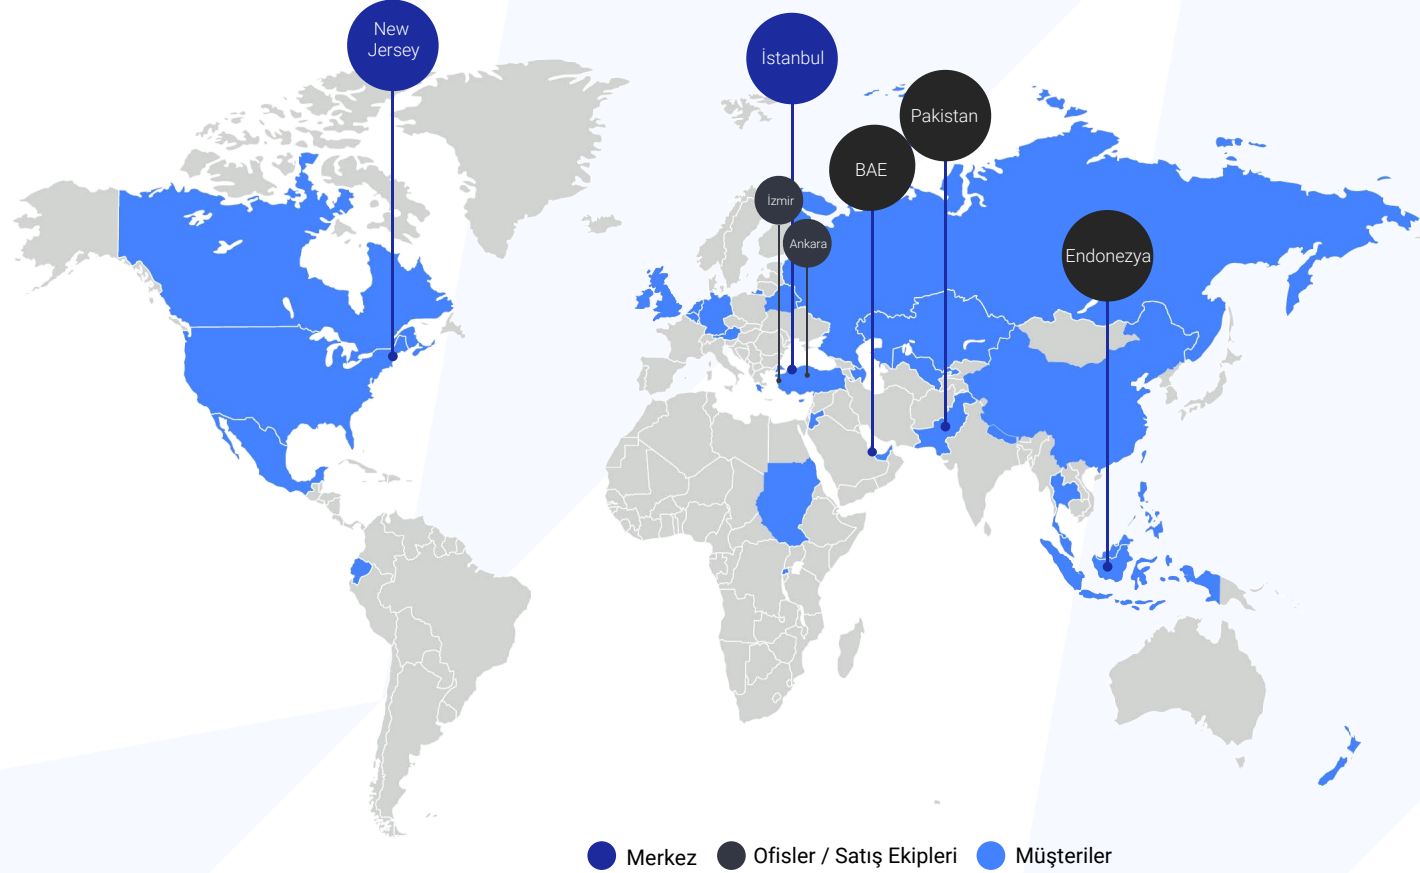 New
Jersey
İstanbul
Pakistan
BAE
İzmir
Ankara
Endonezya
Merkez
Ofisler / Satış Ekipleri
Müşteriler